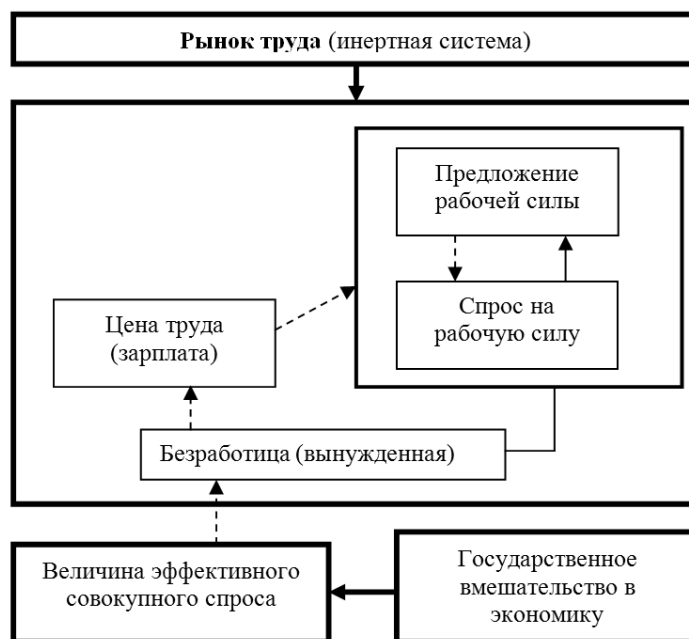 Рынок труда (инертная система)
Предложение
рабочей силы
Спрос на
рабочую силу
Цена труда
(зарплата)
Безработица (вынужденная)
Величина эффективного
совокупного спроса
Государственное
вмешательство в
экономику